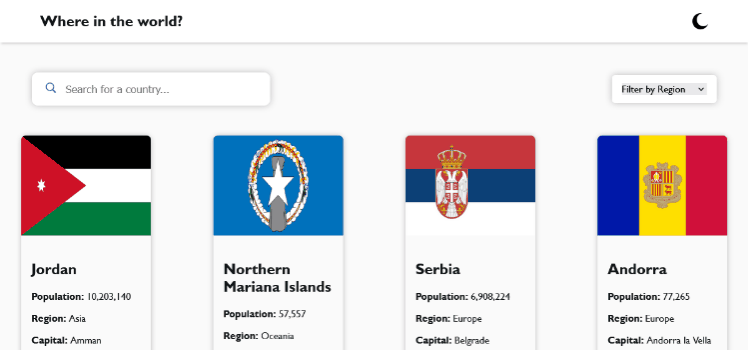 Where in the world?
Search for a country...
Filter by Region
Jordan
Population: 10,203,140
Region: Asia
Capital: Amman
Northern
Mariana Islands
Population: 57,557
Region: Oceania
Serbia
Population: 6,908,224
Region: Europe
Capital: Belgrade
Andorra
Population: 77,265
Region: Europe
Capital: Andorra la Vella